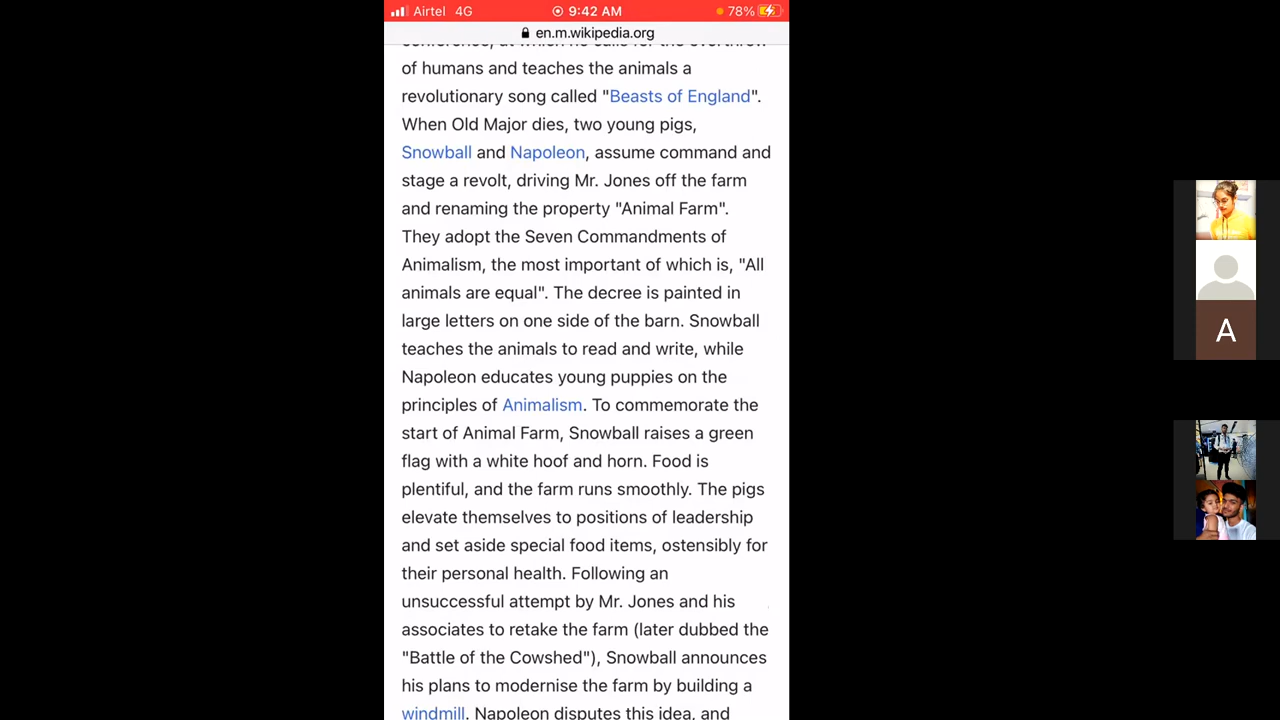 Airtel 4G 9:42 AM 78%
en.m.wikipedia.org
conference, at which he calls for the overthrow
of humans and teaches the animals a
revolutionary song called "Beasts of England".
When Old Major dies, two young pigs,
Snowball and Napoleon, assume command and
stage a revolt, driving Mr. Jones off the farm
and renaming the property "Animal Farm".
They adopt the Seven Commandments of
Animalism, the most important of which is, "All
animals are equal". The decree is painted in
large letters on one side of the barn. Snowball
teaches the animals to read and write, while
Napoleon educates young puppies on the
principles of Animalism. To commemorate the
start of Animal Farm, Snowball raises a green
flag with a white hoof and horn. Food is
plentiful, and the farm runs smoothly. The pigs
elevate themselves to positions of leadership
and set aside special food items, ostensibly for
their personal health. Following an
unsuccessful attempt by Mr. Jones and his
associates to retake the farm (later dubbed the
"Battle of the Cowshed"), Snowball announces
his plans to modernise the farm by building a
windmill. Napoleon disputes this idea, and
A